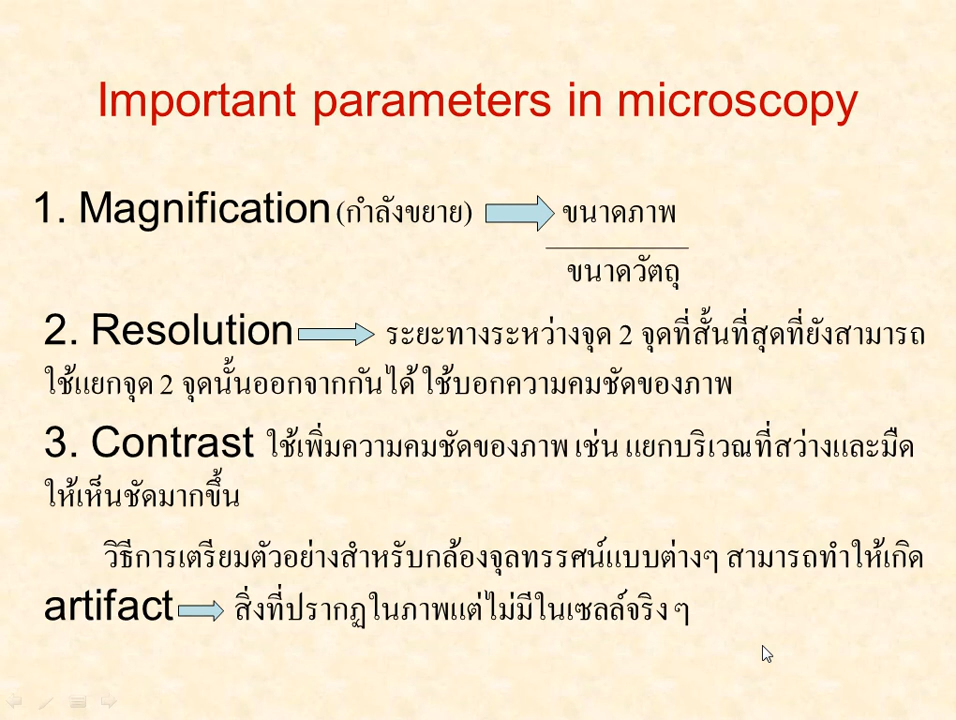 Important parameters in microscopy
1. Magnification (กำลังขยาย) ขนาดภาพ
ขนาดวัตถุ
2. Resolution ระยะทางระหว่างจุด 2 จุดที่สั้นที่สุดที่ยังสามารถ
ใช้แยกจุด 2 จุดนั้นออกจากกันได้ ใช้บอกความคมชัดของภาพ
3. Contrast ใช้เพิ่มความคมชัดของภาพ เช่น แยกบริเวณที่สว่างและมืด
ให้เห็นชัดมากขึ้น
วิธีการเตรียมตัวอย่างสำหรับกล้องจุลทรรศน์แบบต่างๆ สามารถทำให้เกิด
artifact สิ่งที่ปรากฏในภาพแต่ไม่มีในเซลล์จริง ๆ